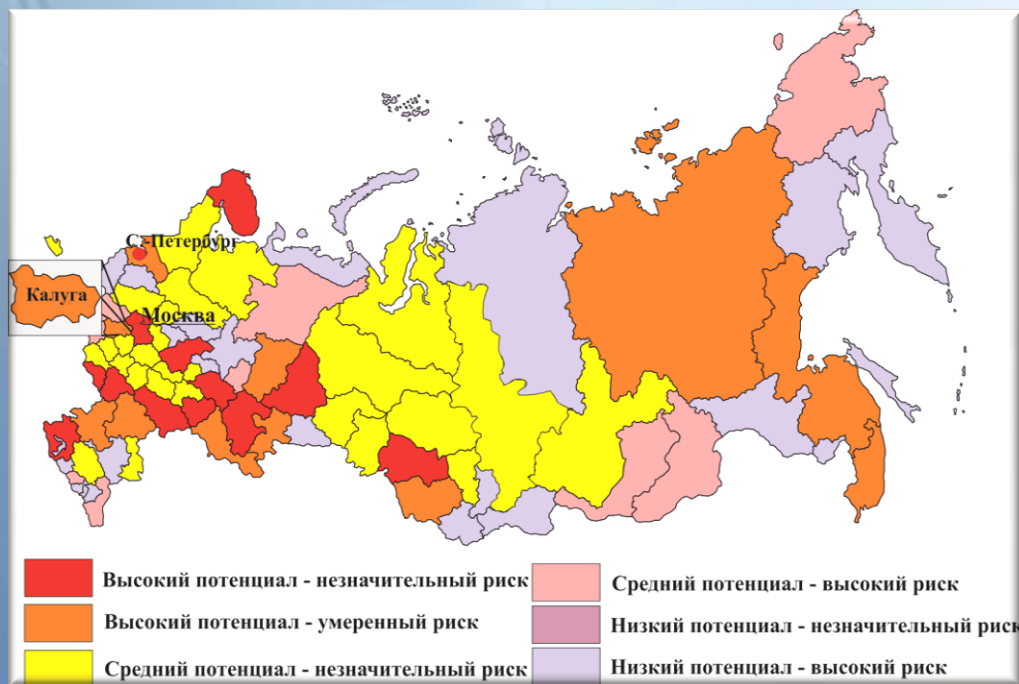 С.-Петербург
Калуга
Москва
Высокий потенциал - незначительный риск
Высокий потенциал - умеренный риск
Средний потенциал - незначительный риск
Средний потенциал - высокий риск
Низкий потенциал - незначительный риск
Низкий потенциал - высокий риск